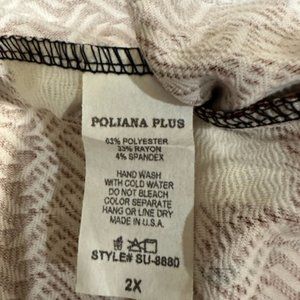 POLIANA PLUS
63% POLYESTER
33% RAYON
4% SPANDEX
HAND WASH
WITH COLD WATER
DO NOT BLEACH
COLOR SEPARATE
HANG OR LINE DRY
MADE IN U.S.A.
STYLE# SU-8880
2X